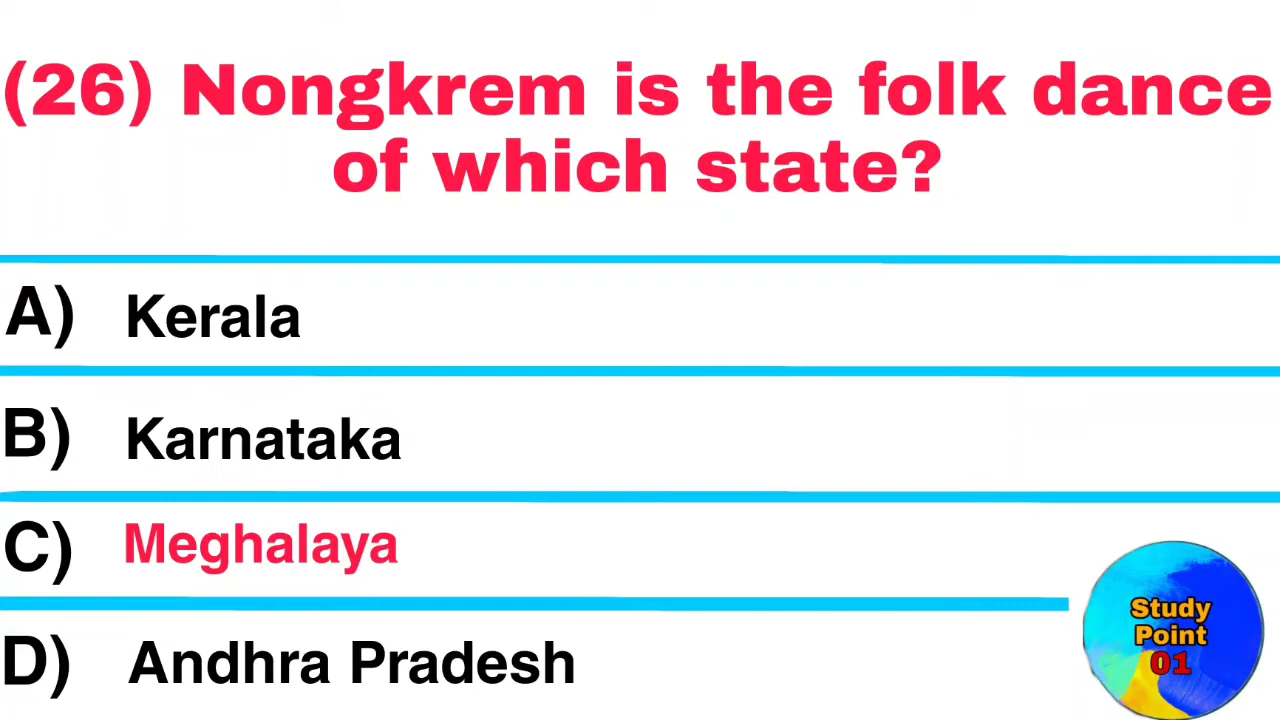 (26) Nongkrem is the folk dance
of which state?
A) Kerala
B) Karnataka
C) Meghalaya
D) Andhra Pradesh
Study
Point
01